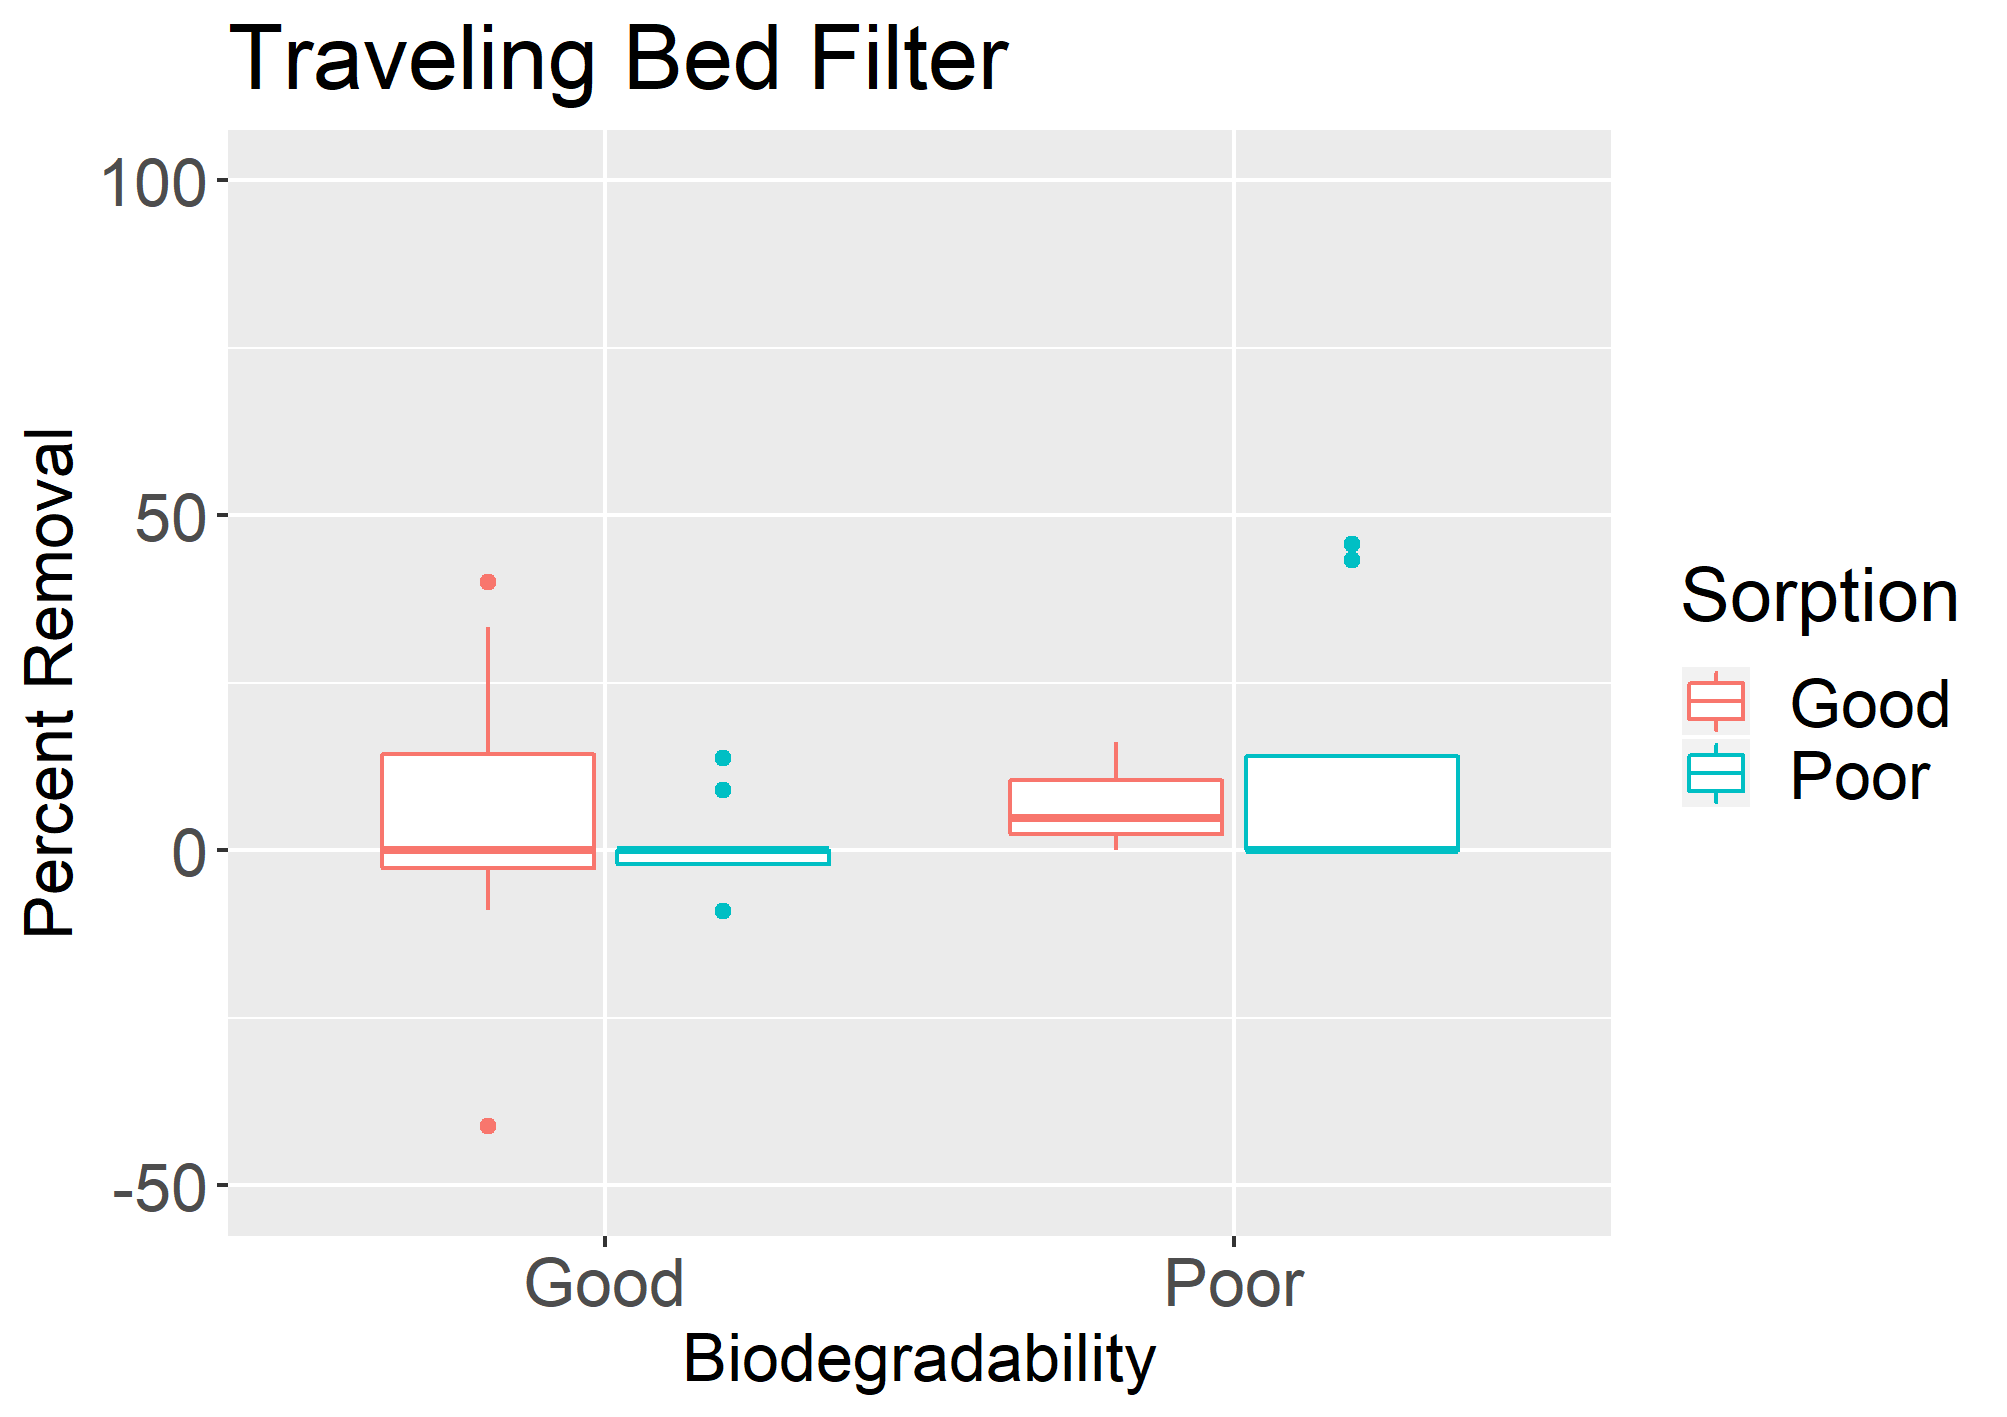 Traveling Bed Filter
100
50
0
-50
Percent Removal
Good
Poor
Biodegradability
Sorption
Good
Poor